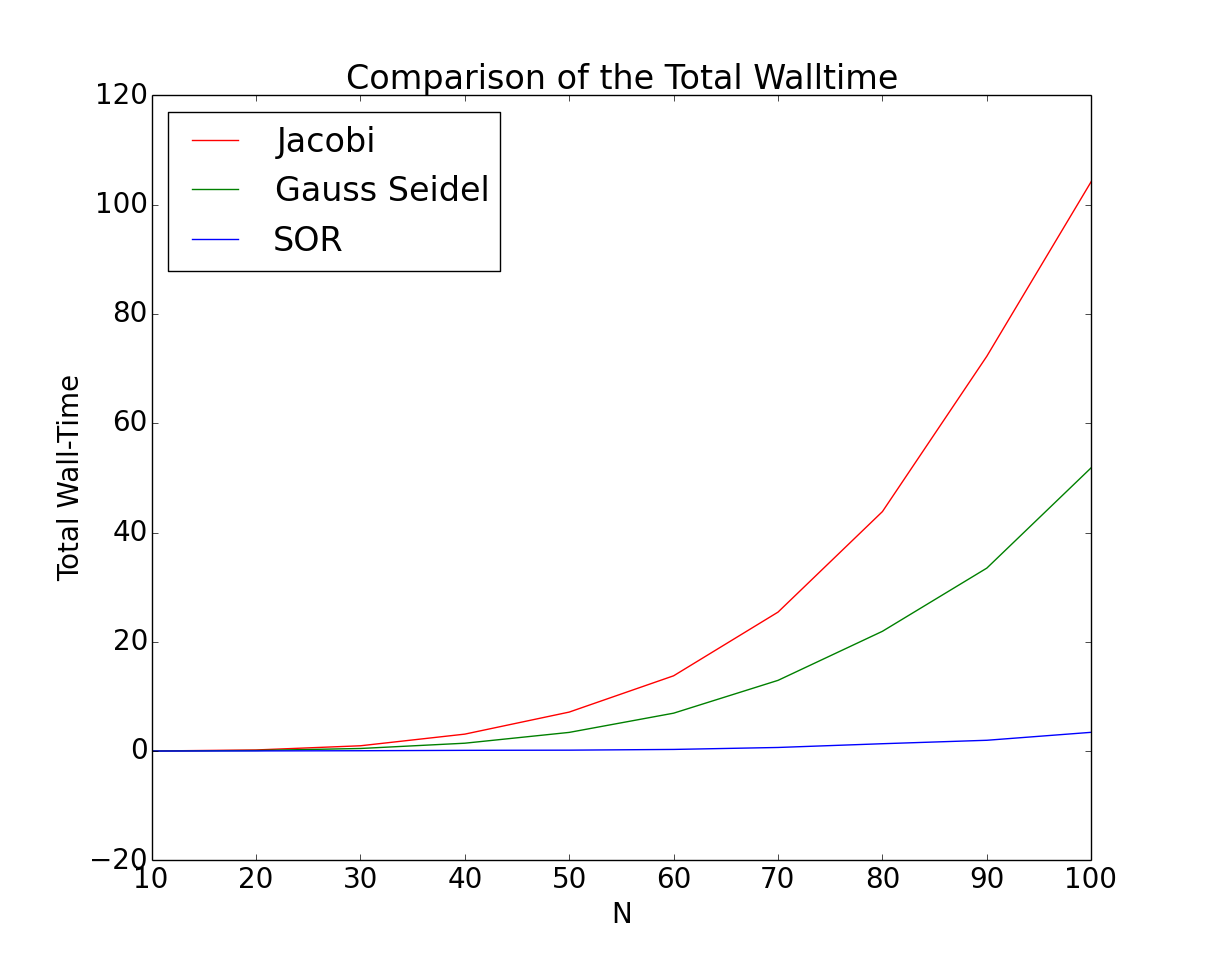 Comparison of the Total Walltime
120
100
80
60
40
20
0
−20
Total Wall-Time
Jacobi
Gauss Seidel
SOR
10 20 30 40 50 60 70 80 90 100
N